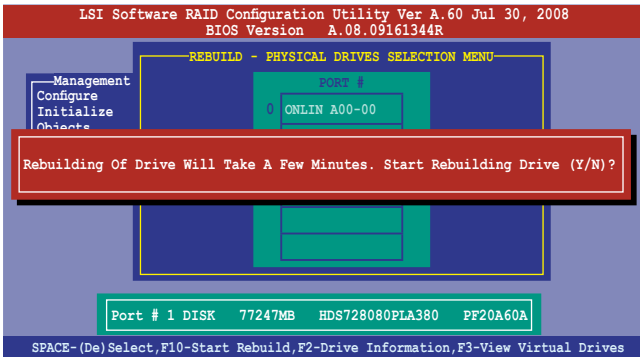 LSI Software RAID Configuration Utility Ver A.60 Jul 30, 2008
BIOS Version A.08.09161344R
REBUILD - PHYSICAL DRIVES SELECTION MENU
Management
PORT #
Configure
0 ONLIN A00-00
Initialize
Objects
Rebuilding Of Drive Will Take A Few Minutes. Start Rebuilding Drive (Y/N)?
Port # 1 DISK 77247MB HDS728080PLA380 PF20A60A
SPACE-(De)Select,F10-Start Rebuild,F2-Drive Information,F3-View Virtual Drives